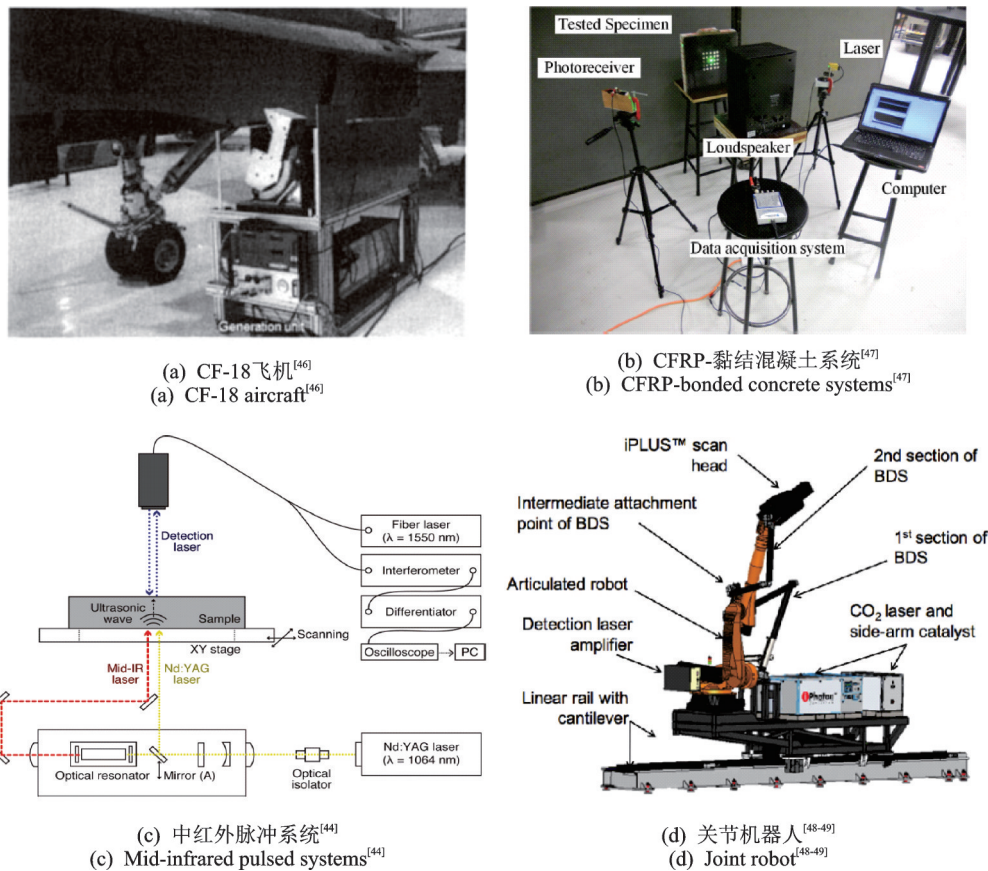 Generation unit
(a) CF-18飞机[46]
(a) CF-18 aircraft[46]
Tested Specimen
Photoreceiver
Laser
Loudspeaker
Computer
Data acquisition system
(b) CFRP-黏结混凝土系统[47]
(b) CFRP-bonded concrete systems[47]
Detection
laser
Fiber laser
(λ = 1550 nm)
Interferometer
Differentiator
Oscilloscope
PC
Ultrasonic
wave
Sample
Scanning
XY stage
Mid-IR
laser
Nd:YAG
laser
Optical resonator
Mirror (A)
Optical
isolator
Nd:YAG laser
(λ = 1064 nm)
(c) 中红外脉冲系统[44]
(c) Mid-infrared pulsed systems[44]
iPLUS™ scan
head
2nd section of
BDS
Intermediate attachment
point of BDS
1st section of
BDS
Articulated robot
CO2 laser and
side-arm catalyst
Detection laser
amplifier
Linear rail with
cantilever
iPhoton
(d) 关节机器人[48-49]
(d) Joint robot[48-49]